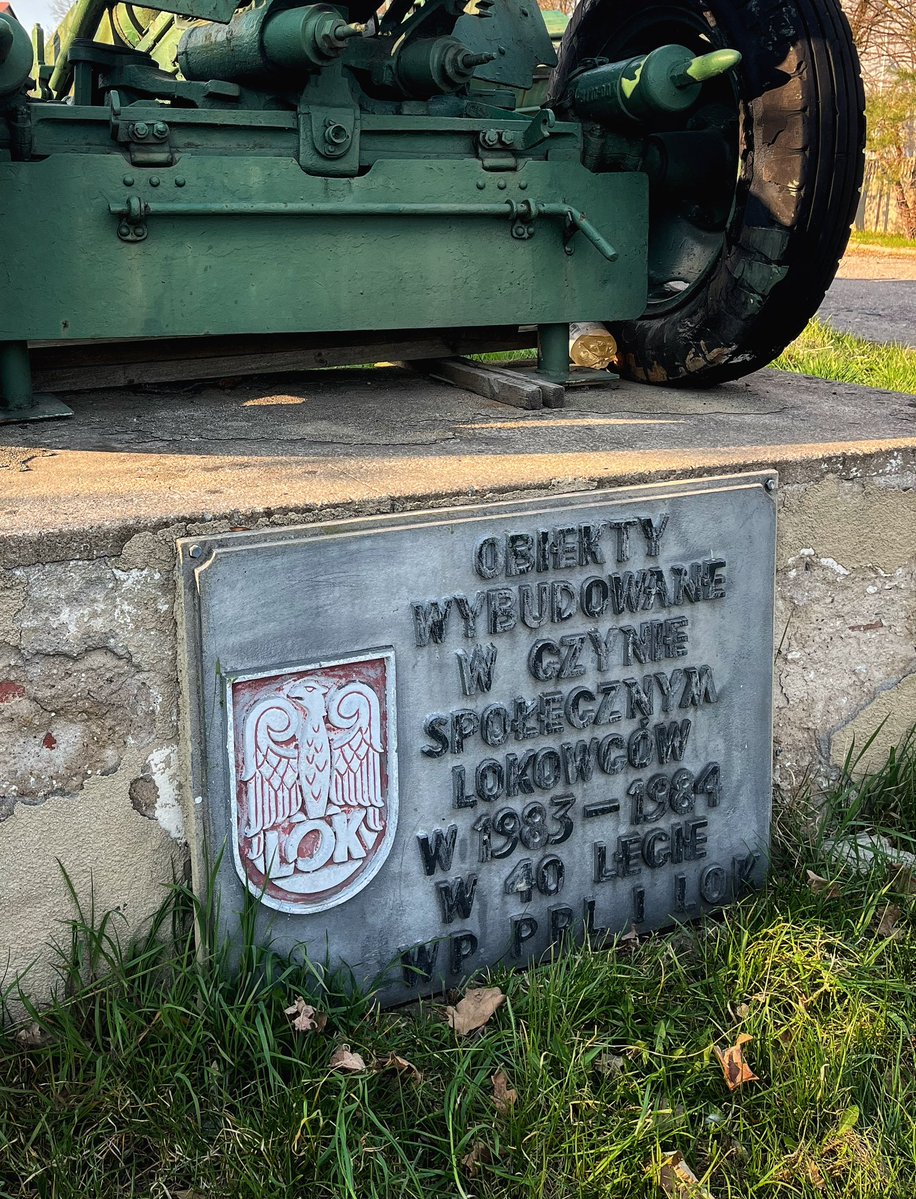 OBIEKTY
WYBUDOWANE
W CZYNIE
SPOŁECZNYM
LOKOWCÓW
W 1983 – 1984
W 40 LECIE
WP PRL I LOK
LOK